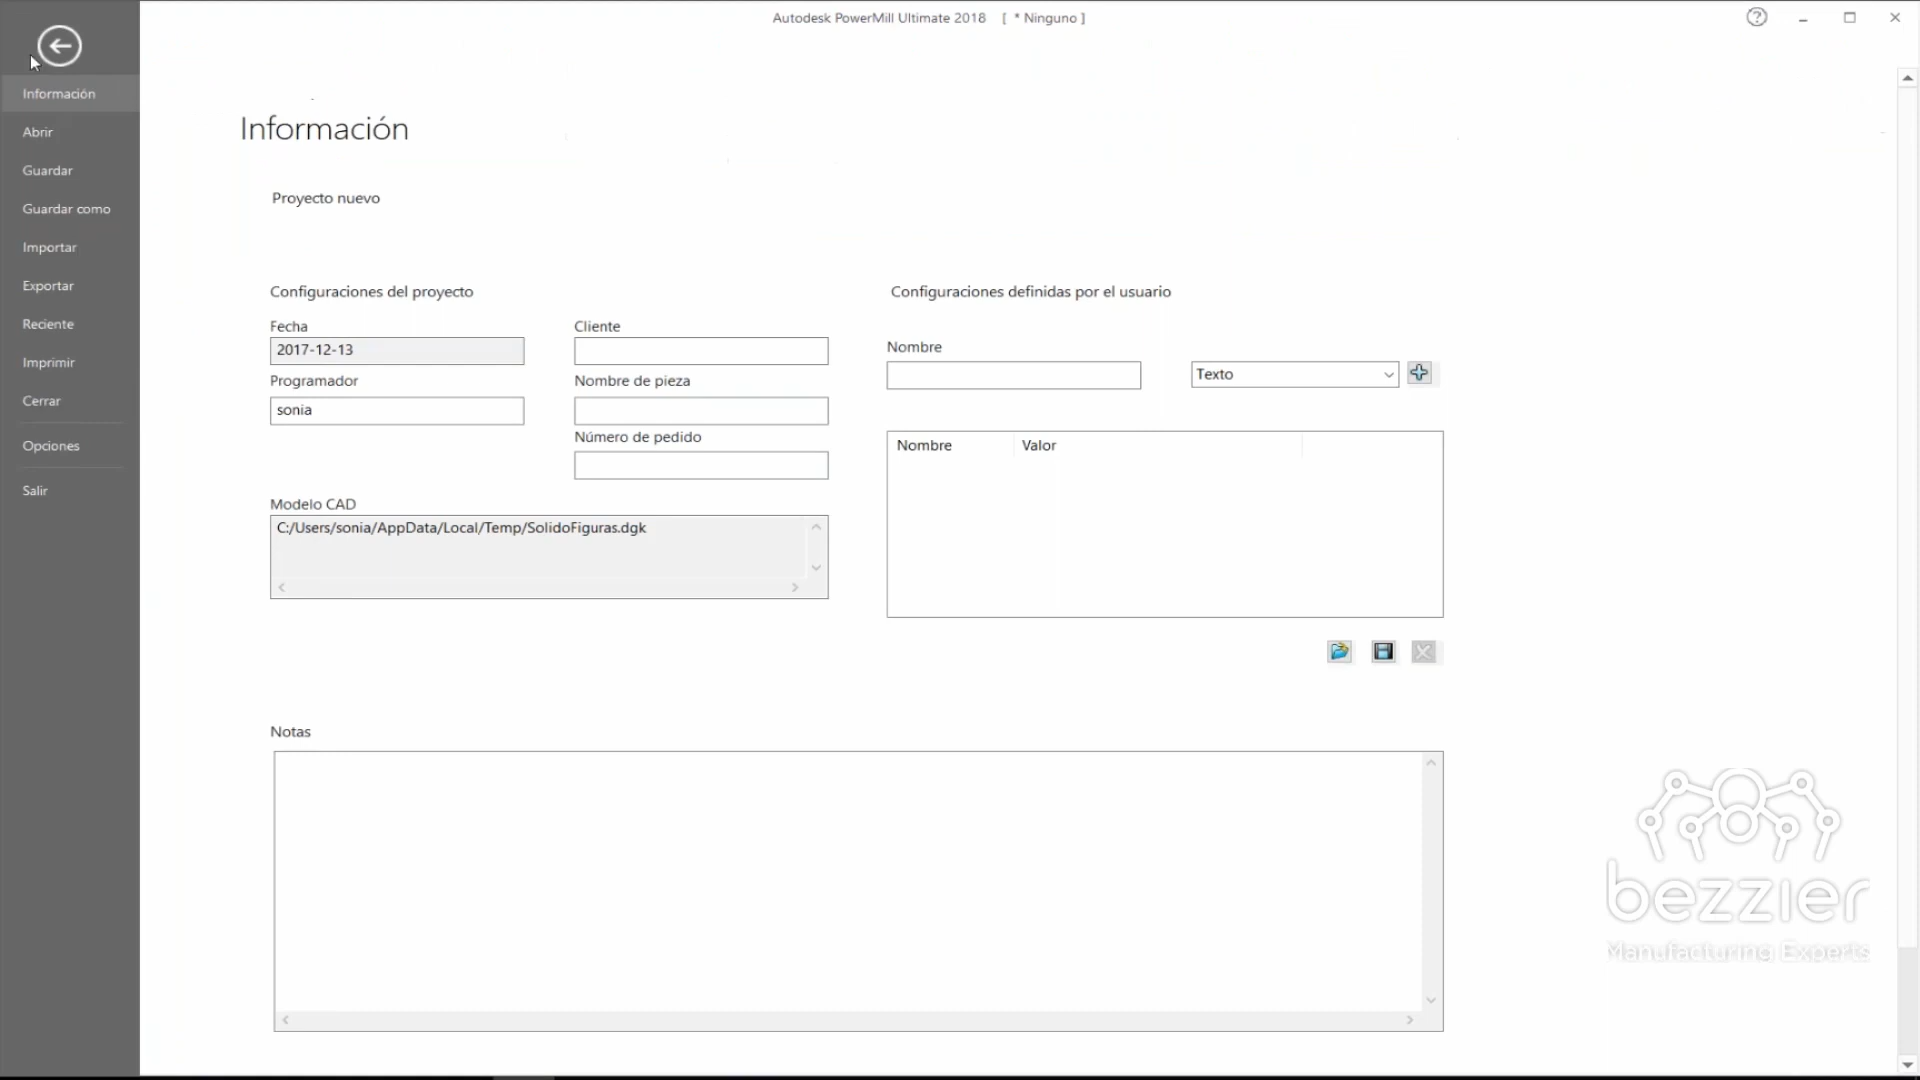 Autodesk PowerMill Ultimate 2018 [ * Ninguno ]
Información
Abrir
Guardar
Guardar como
Importar
Exportar
Reciente
Imprimir
Cerrar
Opciones
Salir
Información
Proyecto nuevo
Configuraciones del proyecto
Fecha
2017-12-13
Programador
sonia
Cliente
Nombre de pieza
Número de pedido
Modelo CAD
C:/Users/sonia/AppData/Local/Temp/SolidoFiguras.dgk
Configuraciones definidas por el usuario
Nombre
Texto
Nombre Valor
Notas
bezzier
Manufacturing Experts